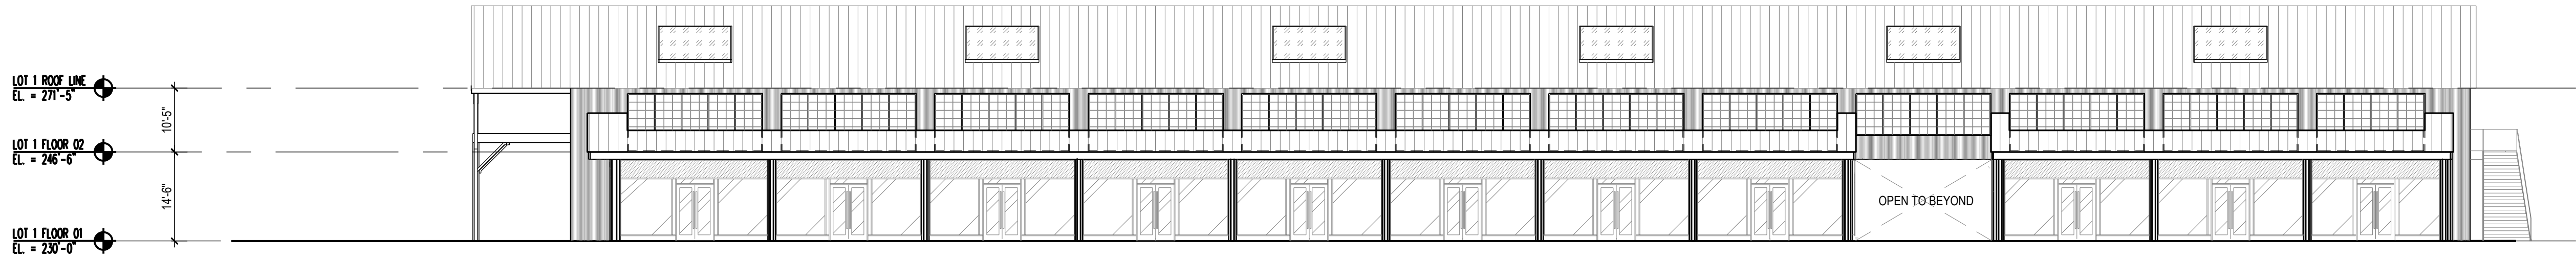 LOT 1 ROOF LINE
EL. = 271'-5"
10'-5"
LOT 1 FLOOR 02
EL. = 246'-6"
14'-6"
OPEN TO BEYOND
LOT 1 FLOOR 01
EL. = 230'-0"